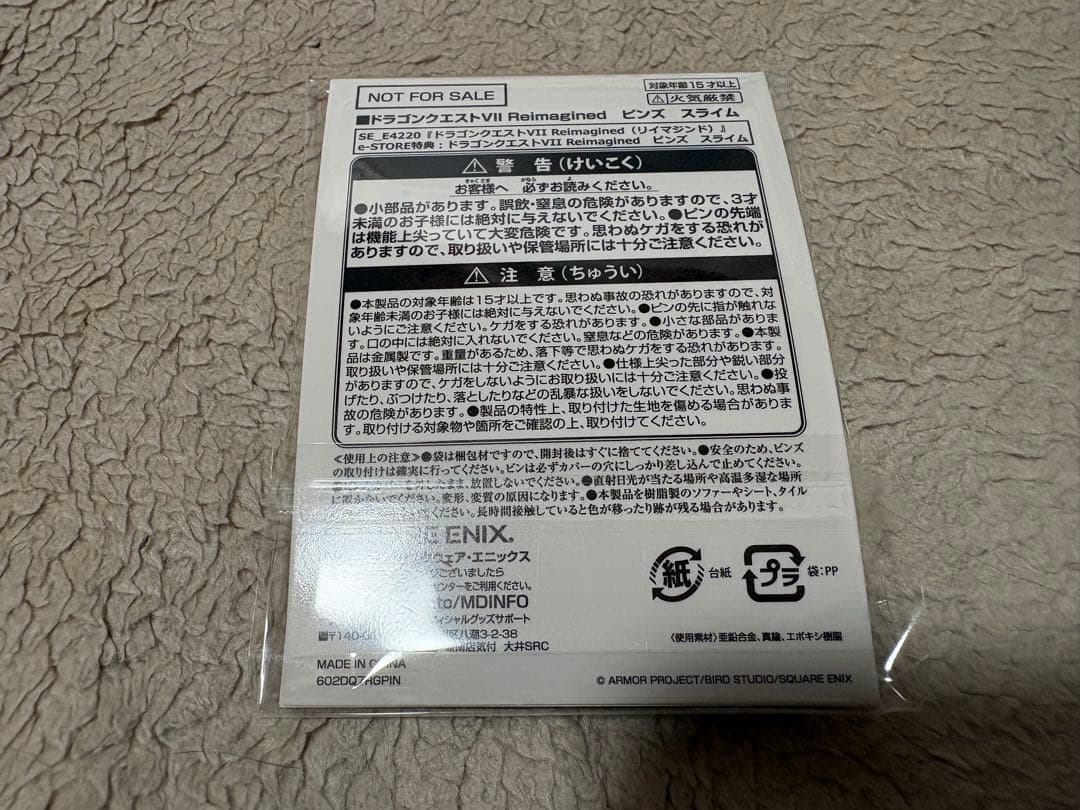 NOT FOR SALE
対象年齢15才以上
⚠火気厳禁
■ドラゴンクエストVII Reimagined ピンズ スライム
SE_E4220『ドラゴンクエストVII Reimagined（リイマジンド）』
e-STORE特典：ドラゴンクエストVII Reimagined ピンズ スライム
⚠ 警 告（けいこく）
お客様へ 必ずお読みください。
●小部品があります。誤飲・窒息の危険がありますので、3才
未満のお子様には絶対に与えないでください。●ピンの先端
は機能上尖っていて大変危険です。思わぬケガをする恐れが
ありますので、取り扱いや保管場所には十分ご注意ください。
⚠ 注 意（ちゅうい）
●本製品の対象年齢は15才以上です。思わぬ事故の恐れがありますので、対
象年齢未満のお子様には絶対に与えないでください。●ピンの先に指が触れな
いようにご注意ください。ケガをする恐れがあります。●小さな部品がありま
す。口の中には絶対に入れないでください。窒息などの危険があります。●本製
品は金属製です。重量があるため、落下等で思わぬケガをする恐れがあります。
扱いや保管場所には十分ご注意ください。●仕様上尖った部分や鋭い部分
がありますので、ケガをしないようにお取り扱いには十分ご注意ください。●投
げたり、ぶつけたり、落としたりなどの乱暴な扱いをしないでください。思わぬ事
故の危険があります。●製品の特性上、取り付けた生地を傷める場合がありま
す。取り付ける対象物や箇所をご確認の上、取り付けてください。
≪使用上の注意≫●袋は梱包材ですので、開封後はすぐに捨ててください。●安全のため、ピンズ
の取り付けは確実に行ってください。ピンは必ずカバーの穴にしっかり差し込んで止めてください。
外したまま、放置しないでください。●直射日光が当たる場所や高温多湿な場所
に置かないでください。変形、変質の原因になります。●本製品を樹脂製のソファーやシート、タイル
ないでください。長時間接触していると色が移ったり跡が残る場合があります。
E ENIX.
ウェア・エニックス
ございましたら
センターをご利用ください。
to/MDINFO
ィシャルグッズサポート
〒140-
区八潮3-2-38
南店気付 大井SRC
紙 台紙
プラ 袋：PP
〈使用素材〉亜鉛合金、真鍮、エポキシ樹脂
MADE IN CHINA
602DQ7RGPIN
© ARMOR PROJECT/BIRD STUDIO/SQUARE ENIX